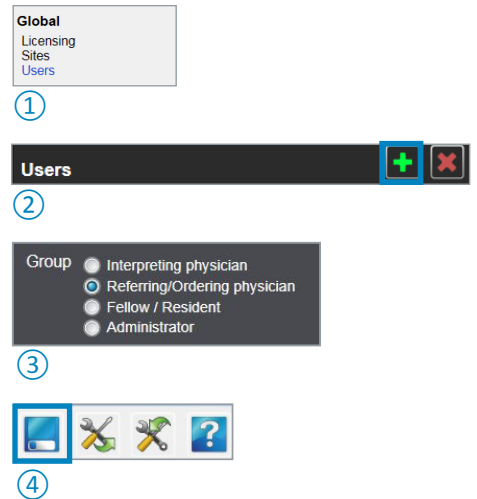 Global
Licensing
Sites
Users
1
Users
2
Group
Interpreting physician
Referring/Ordering physician
Fellow / Resident
Administrator
3
?
4